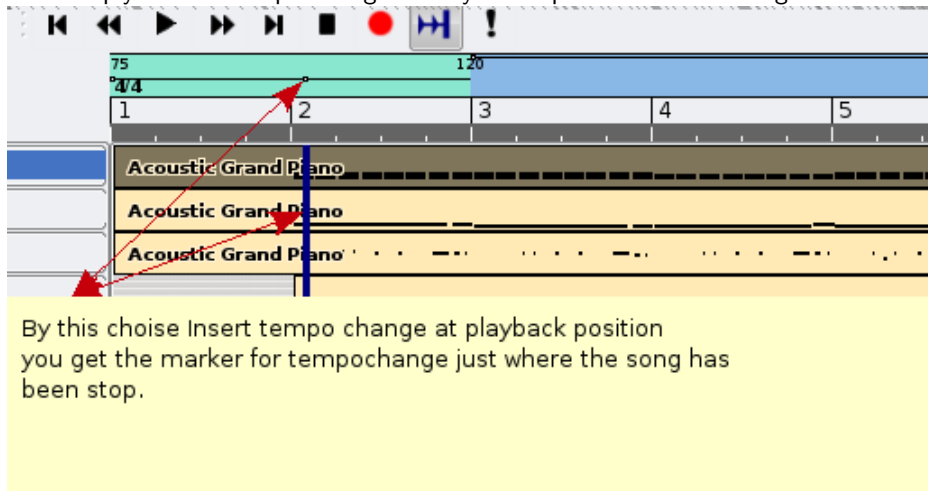 75 120
4/4
1 2 3 4 5
Acoustic Grand Piano
Acoustic Grand Piano
Acoustic Grand Piano
By this choise Insert tempo change at playback position
you get the marker for tempochange just where the song has
been stop.